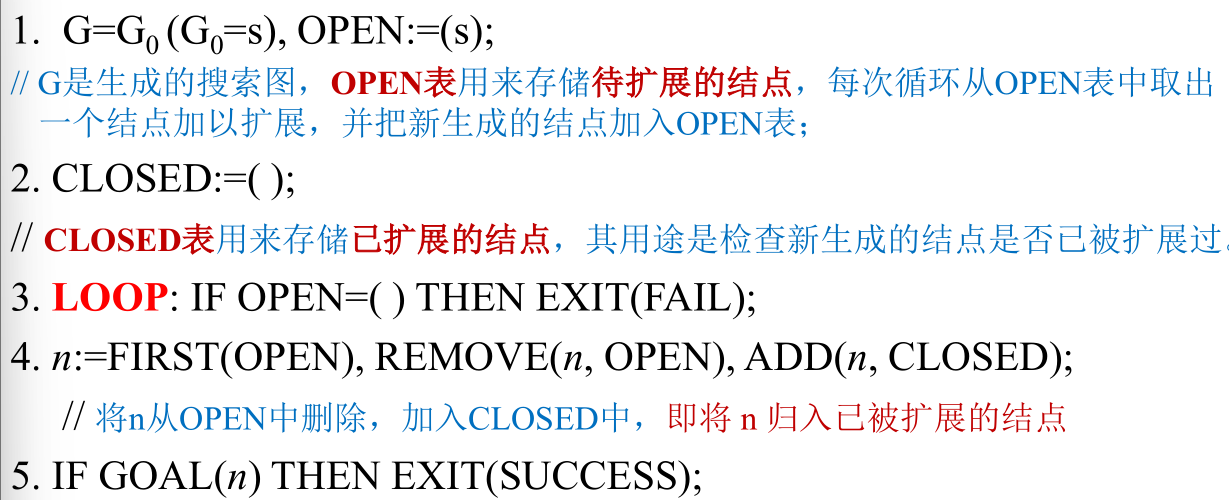 1. G=G₀ (G₀=s), OPEN:=(s);
// G是生成的搜索图，OPEN表用来存储待扩展的结点，每次循环从OPEN表中取出
一个结点加以扩展，并把新生成的结点加入OPEN表；
2. CLOSED:=( );
// CLOSED表用来存储已扩展的结点，其用途是检查新生成的结点是否已被扩展过。
3. LOOP: IF OPEN=( ) THEN EXIT(FAIL);
4. n:=FIRST(OPEN), REMOVE(n, OPEN), ADD(n, CLOSED);
// 将n从OPEN中删除，加入CLOSED中，即将 n 归入已被扩展的结点
5. IF GOAL(n) THEN EXIT(SUCCESS);